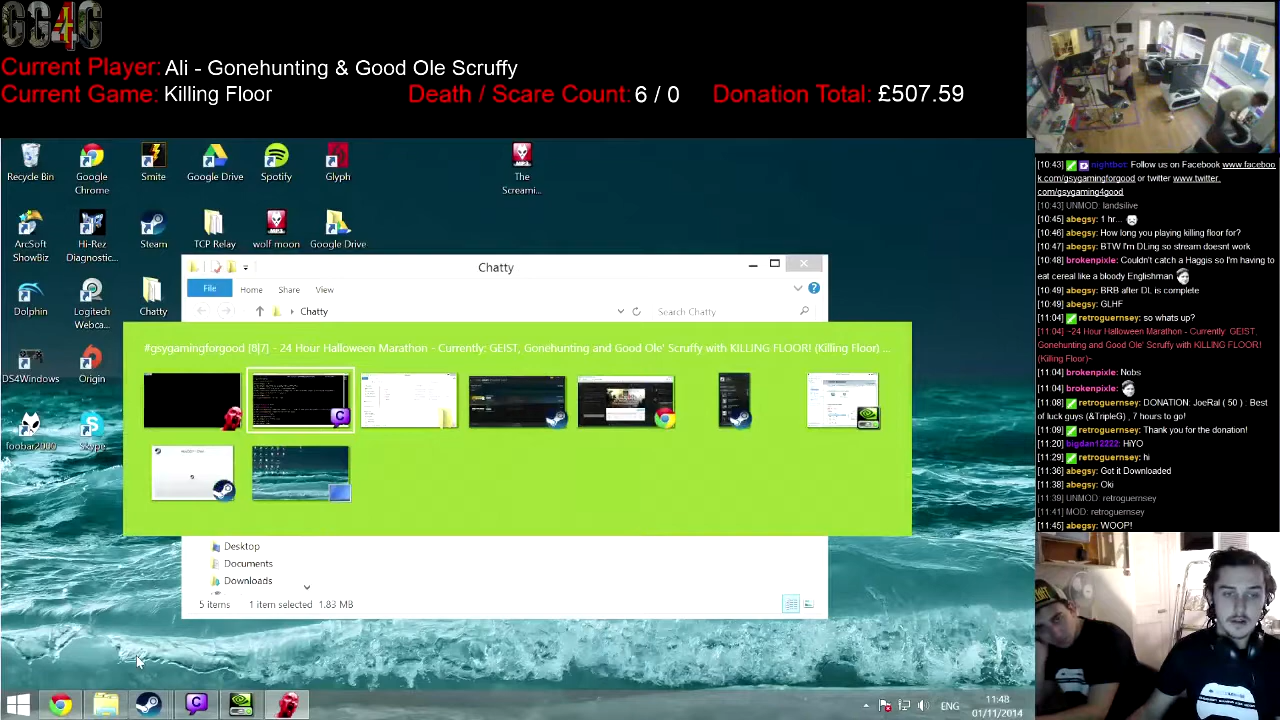 GG4G
Current Player: Ali - Gonehunting & Good Ole Scruffy
Current Game: Killing Floor
Death / Scare Count: 6 / 0
Donation Total: £507.59
Recycle Bin
Google Chrome
Smite
Google Drive
Spotify
Glyph
The Screami...
ArcSoft ShowBiz
Hi-Rez Diagnostic...
Steam
TCP Relay
wolf moon
Google Drive
Dolphin
Logitech Webca...
Chatty
DS4Windows
Origin
foobar2000
skype
Chatty
File
Home
Share
View
Chatty
Search Chatty
#gsygamingforgood [8|7] - 24 Hour Halloween Marathon - Currently: GEIST, Gonehunting and Good Ole' Scruffy with KILLING FLOOR! (Killing Floor) ...
Desktop
Documents
Downloads
5 items
1 item selected 1.83 MB
ENG
11:48
01/11/2014
[10:43] nightbot: Follow us on Facebook www.faceboo
k.com/gsygamingforgood or twitter www.twitter.
com/gsygaming4good
[10:43] UNMOD: landsilive
[10:45] abegsy: 1 hr...
[10:46] abegsy: How long you playing killing floor for?
[10:47] abegsy: BTW I'm DLing so stream doesnt work
[10:48] brokenpixle: Couldn't catch a Haggis so I'm having to
eat cereal like a bloody Englishman
[10:49] abegsy: BRB after DL is complete
[10:49] abegsy: GLHF
[11:04] retroguernsey: so whats up?
[11:04] ~24 Hour Halloween Marathon - Currently: GEIST,
Gonehunting and Good Ole' Scruffy with KILLING FLOOR!
(Killing Floor)~
[11:04] brokenpixle: Nobs
[11:04] brokenpixle:
[11:08] retroguernsey: DONATION: JoeRal ( 50 ) : Best
of luck guys (&TripleG) , 7 hours to go!
[11:09] retroguernsey: Thank you for the donation!
[11:20] bigdan12222: HiYO
[11:29] retroguernsey: hi
[11:36] abegsy: Got it Downloaded
[11:38] abegsy: Oki
[11:39] UNMOD: retroguernsey
[11:41] MOD: retroguernsey
[11:45] abegsy: WOOP!